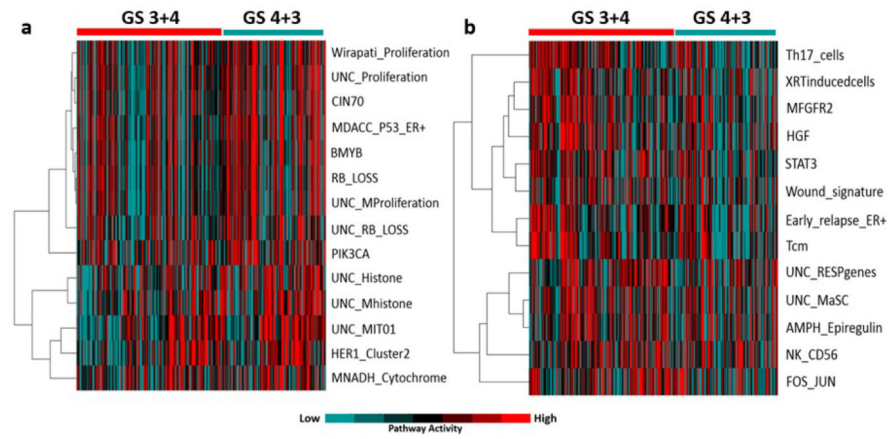 a
GS 3+4
GS 4+3
Wirapati_Proliferation
UNC_Proliferation
CIN70
MDACC_P53_ER+
BMYB
RB_LOSS
UNC_MProliferation
UNC_RB_LOSS
PIK3CA
UNC_Histone
UNC_Mhistone
UNC_MIT01
HER1_Cluster2
MNADH_Cytochrome
b
GS 3+4
GS 4+3
Th17_cells
XRTinducedcells
MFGFR2
HGF
STAT3
Wound_signature
Early_relapse_ER+
Tcm
UNC_RESPgenes
UNC_MaSC
AMPH_Epiregulin
NK_CD56
FOS_JUN
Low
High
Pathway Activity